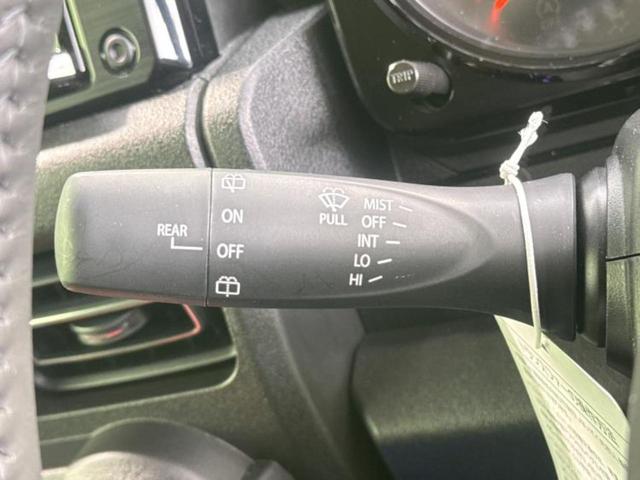 TRIP
REAR
ON
OFF
PULL
MIST
OFF
INT
LO
HI